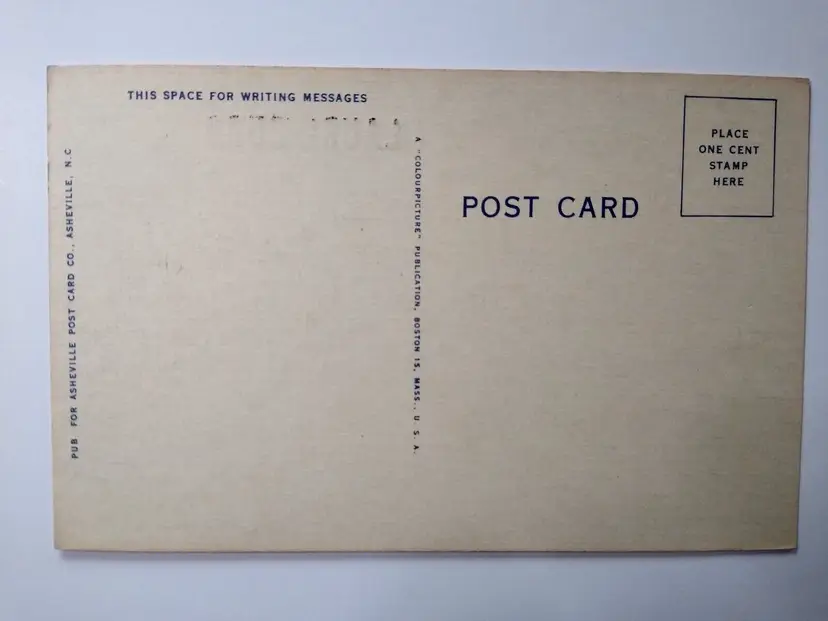 THIS SPACE FOR WRITING MESSAGES
PUB FOR ASHEVILLE POST CARD CO., ASHEVILLE, N.C
A "COLOURPICTURE" PUBLICATION, BOSTON 15, MASS., U. S. A.
POST CARD
PLACE
ONE CENT
STAMP
HERE